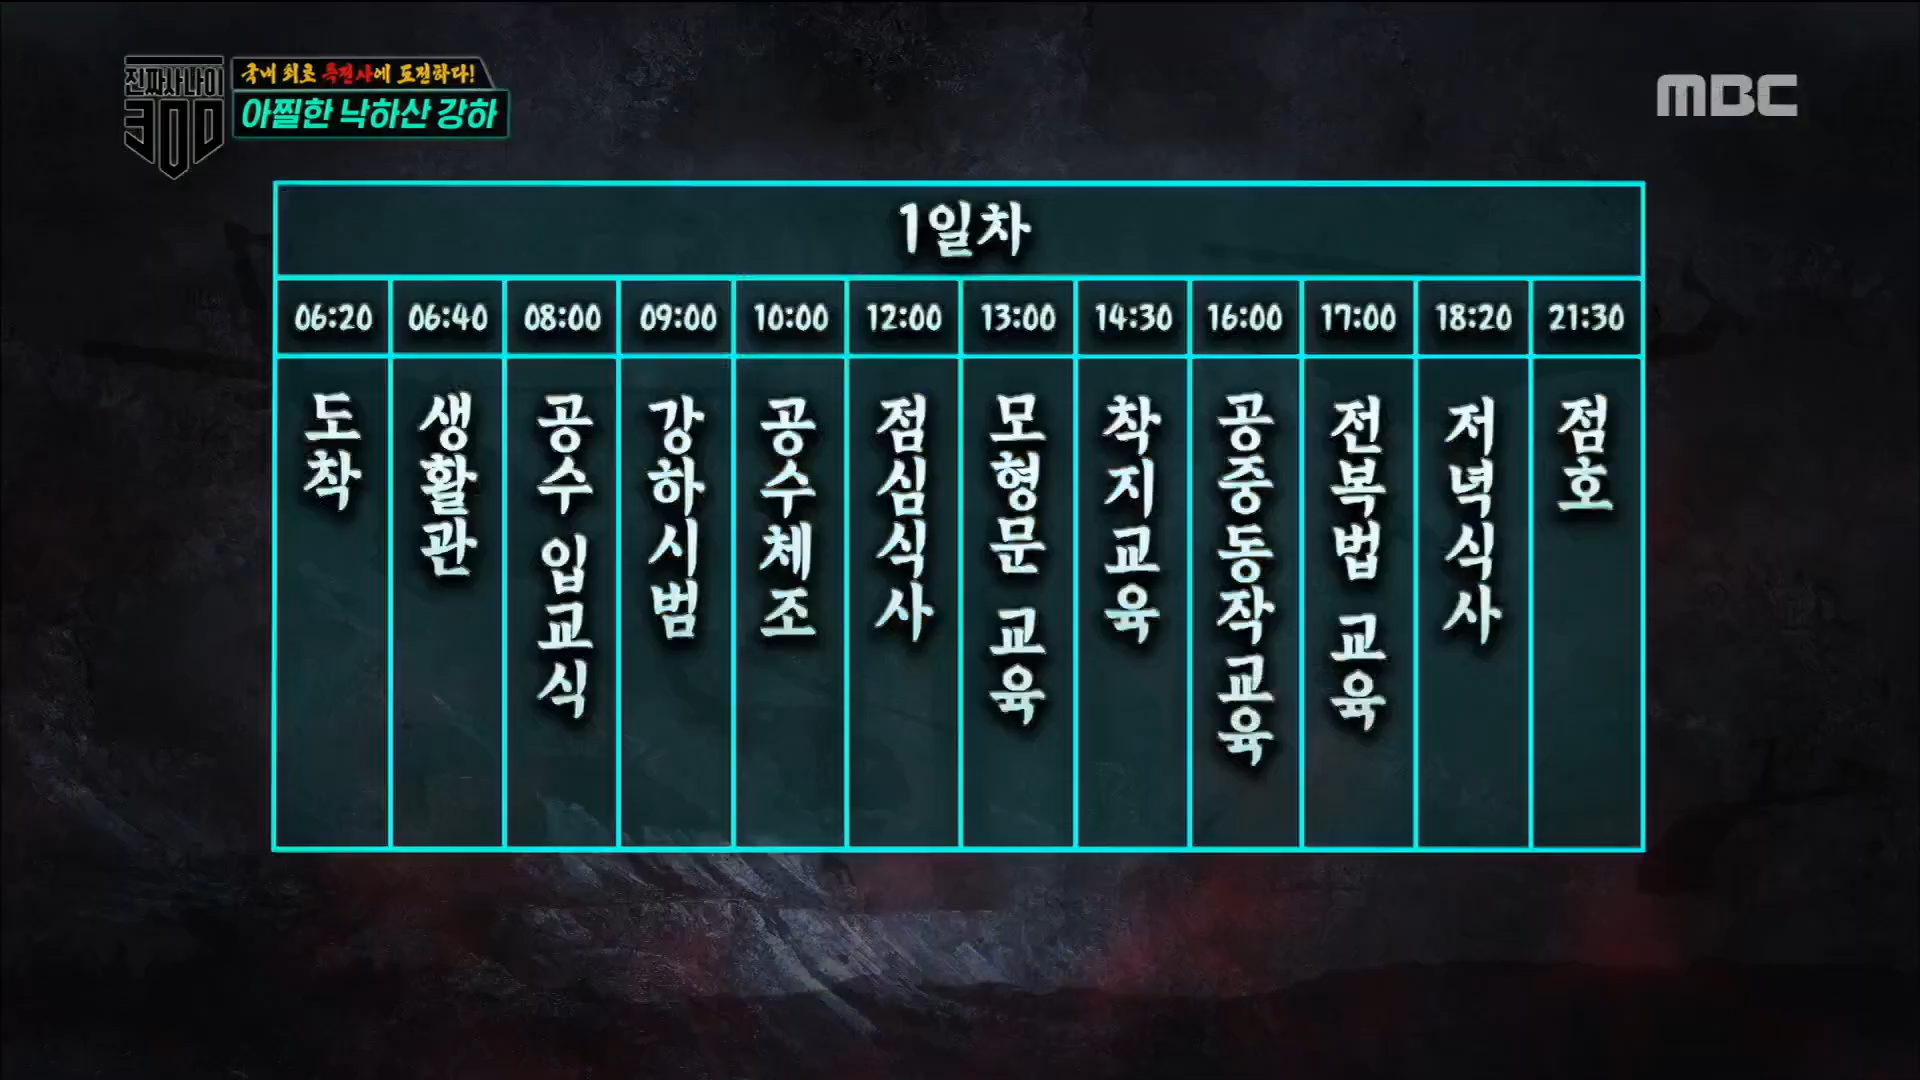 진짜사나이
300
국내 최초 특전사에 도전하다!
아찔한 낙하산 강하
MBC
1일차
06:20 06:40 08:00 09:00 10:00 12:00 13:00 14:30 16:00 17:00 18:20 21:30
도착
생활관
공수 입교식
강하시범
공수체조
점심식사
모형문 교육
착지교육
공중동작교육
전복법 교육
저녁식사
점호